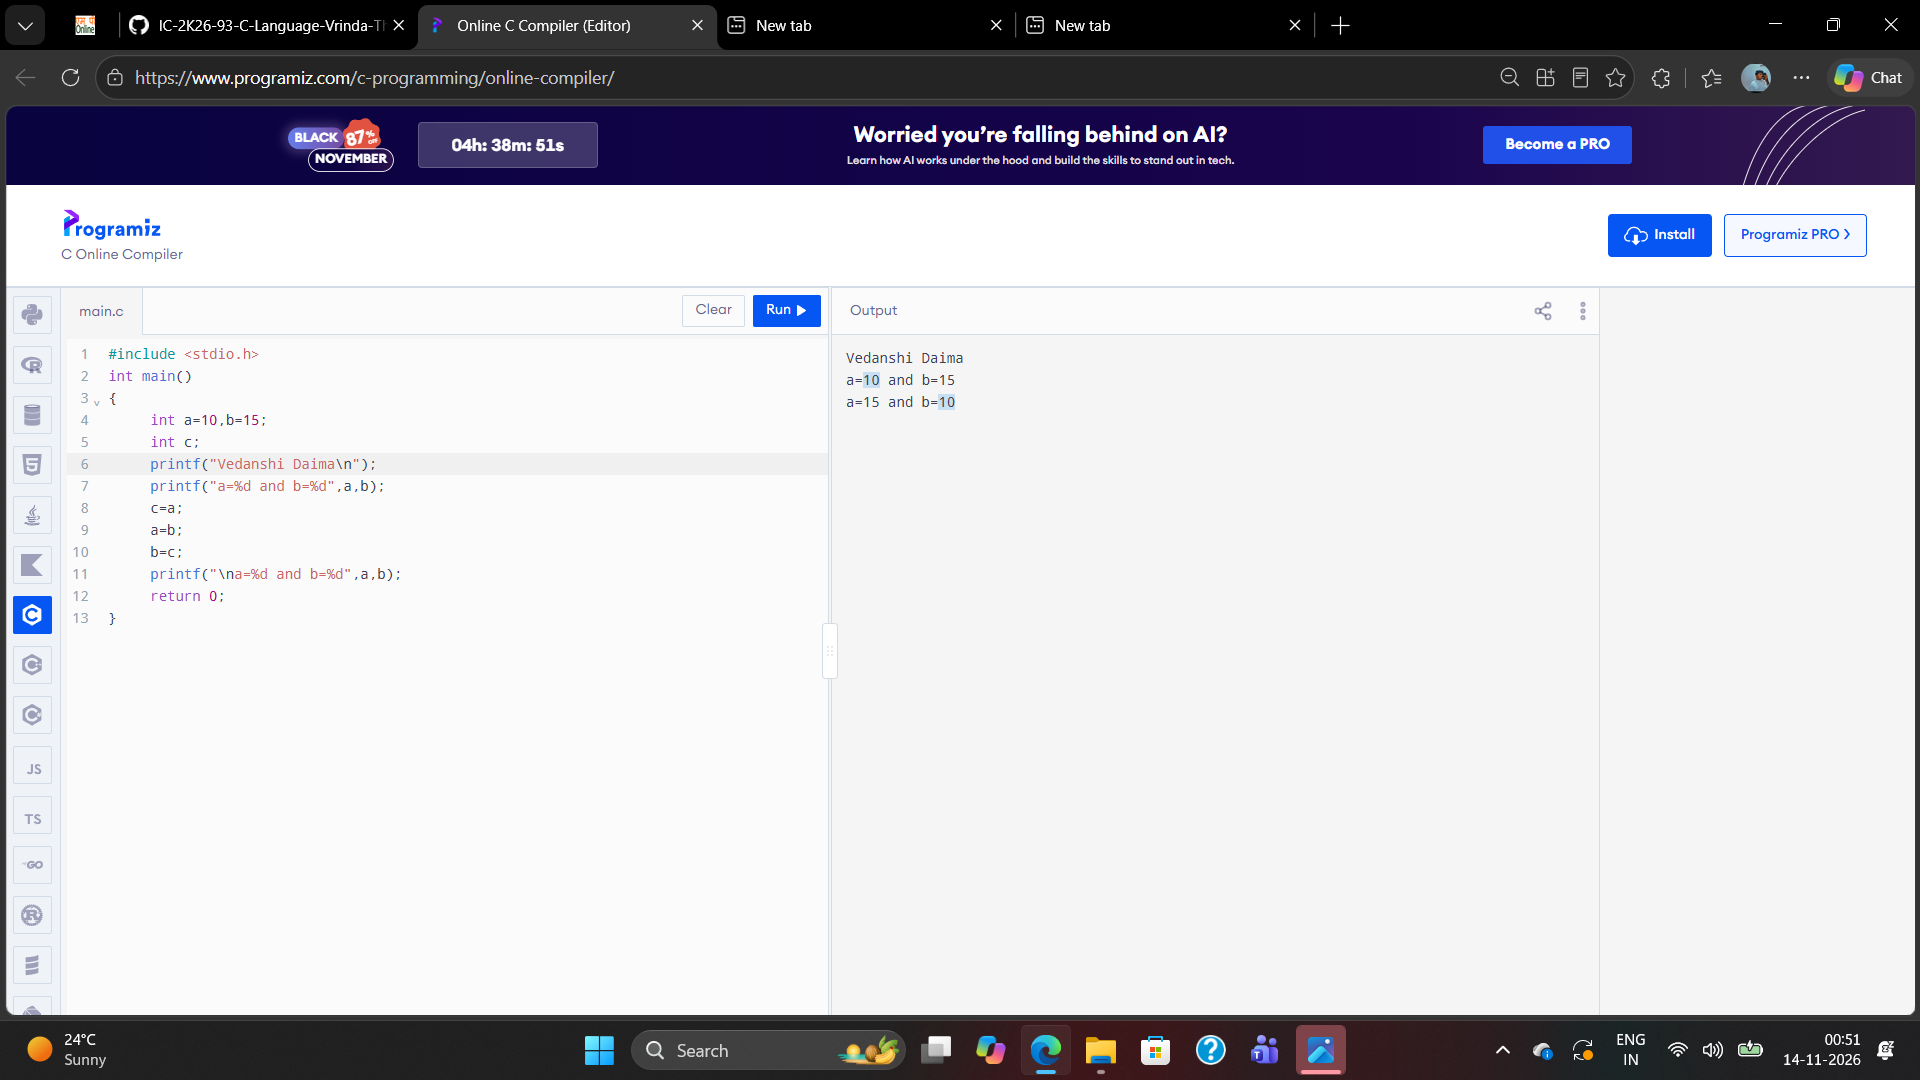 IC-2K26-93-C-Language-Vrinda-Th
Online C Compiler (Editor)
New tab
New tab
https://www.programiz.com/c-programming/online-compiler/
Chat
BLACK 87% OFF
NOVEMBER
04h: 38m: 51s
Worried you’re falling behind on AI?
Learn how AI works under the hood and build the skills to stand out in tech.
Become a PRO
Programiz
C Online Compiler
Install
Programiz PRO
main.c
Clear
Run
Output
1 #include <stdio.h>
2 int main()
3 {
4 int a=10,b=15;
5 int c;
6 printf("Vedanshi Daima\n");
7 printf("a=%d and b=%d",a,b);
8 c=a;
9 a=b;
10 b=c;
11 printf("\na=%d and b=%d",a,b);
12 return 0;
13 }
Vedanshi Daima
a=10 and b=15
a=15 and b=10
JS
TS
GO
24°C
Sunny
Search
ENG
IN
00:51
14-11-2026